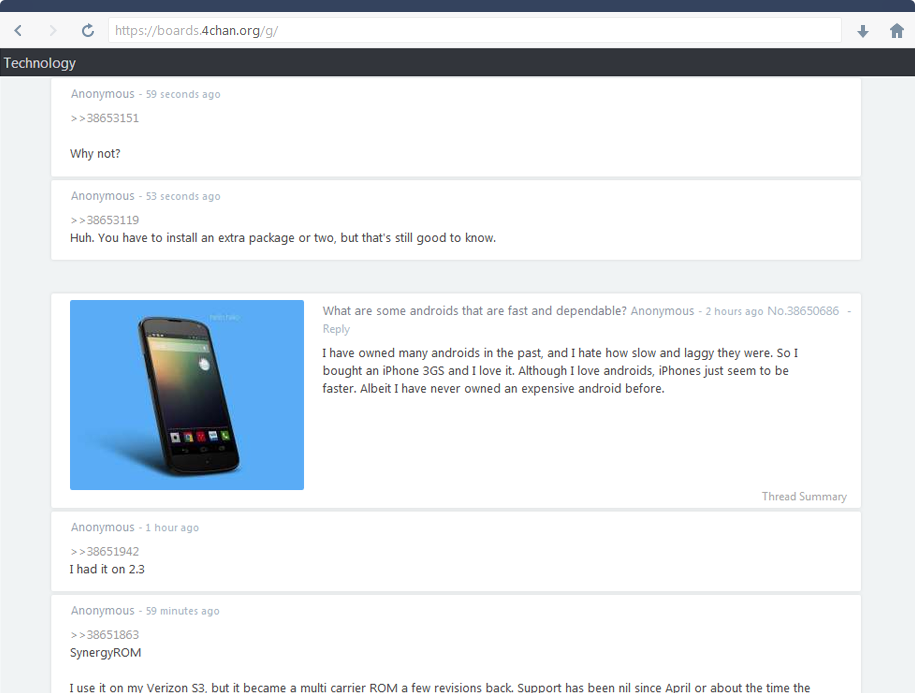 https://boards.4chan.org/g/
Technology
Anonymous - 59 seconds ago
>>38653151
Why not?
Anonymous - 53 seconds ago
>>38653119
Huh. You have to install an extra package or two, but that's still good to know.
What are some androids that are fast and dependable? Anonymous - 2 hours ago No.38650686 -
Reply
I have owned many androids in the past, and I hate how slow and laggy they were. So I
bought an iPhone 3GS and I love it. Although I love androids, iPhones just seem to be
faster. Albeit I have never owned an expensive android before.
Thread Summary
Anonymous - 1 hour ago
>>38651942
I had it on 2.3
Anonymous - 59 minutes ago
>>38651863
SynergyROM
I use it on my Verizon S3, but it became a multi carrier ROM a few revisions back. Support has been nil since April or about the time the